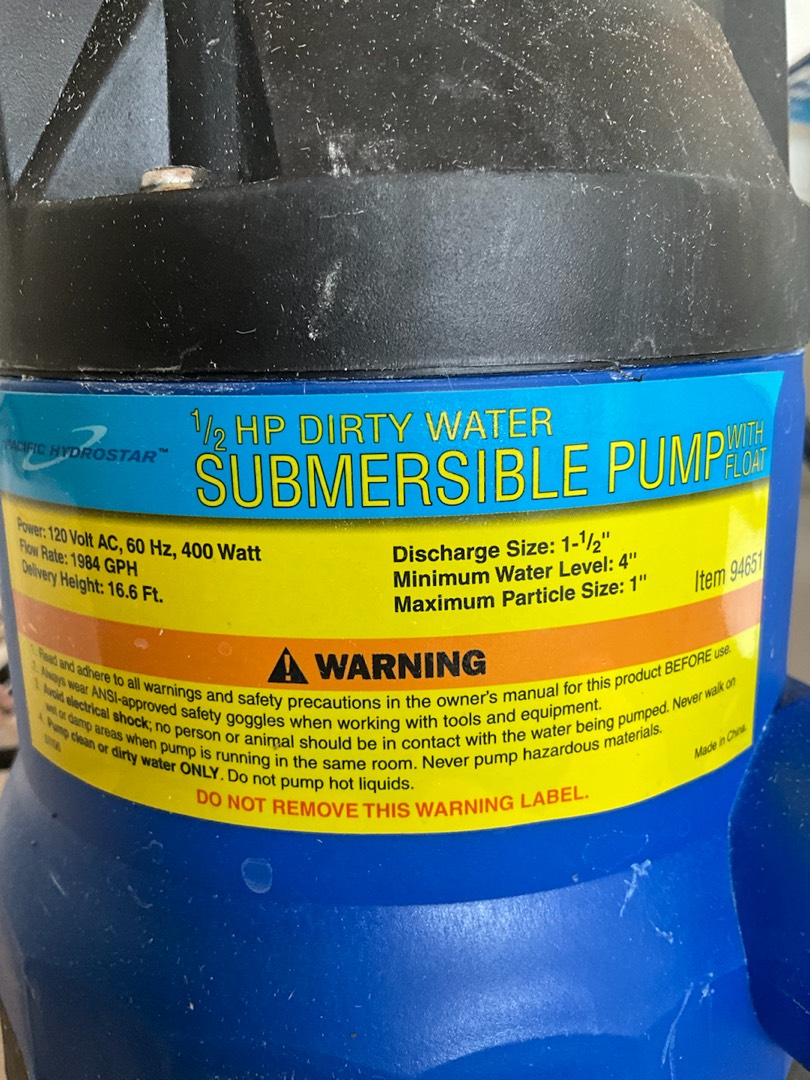 PACIFIC HYDROSTAR™
1/2 HP DIRTY WATER
SUBMERSIBLE PUMP WITH FLOAT
Power: 120 Volt AC, 60 Hz, 400 Watt
Flow Rate: 1984 GPH
Delivery Height: 16.6 Ft.
Discharge Size: 1-1/2"
Minimum Water Level: 4"
Maximum Particle Size: 1"
Item 94651
WARNING
1. Read and adhere to all warnings and safety precautions in the owner's manual for this product BEFORE use.
2. Always wear ANSI-approved safety goggles when working with tools and equipment.
3. Avoid electrical shock; no person or animal should be in contact with the water being pumped. Never walk on
wet or damp areas when pump is running in the same room. Never pump hazardous materials.
4. Pump clean or dirty water ONLY. Do not pump hot liquids.
Made in China.
DO NOT REMOVE THIS WARNING LABEL.